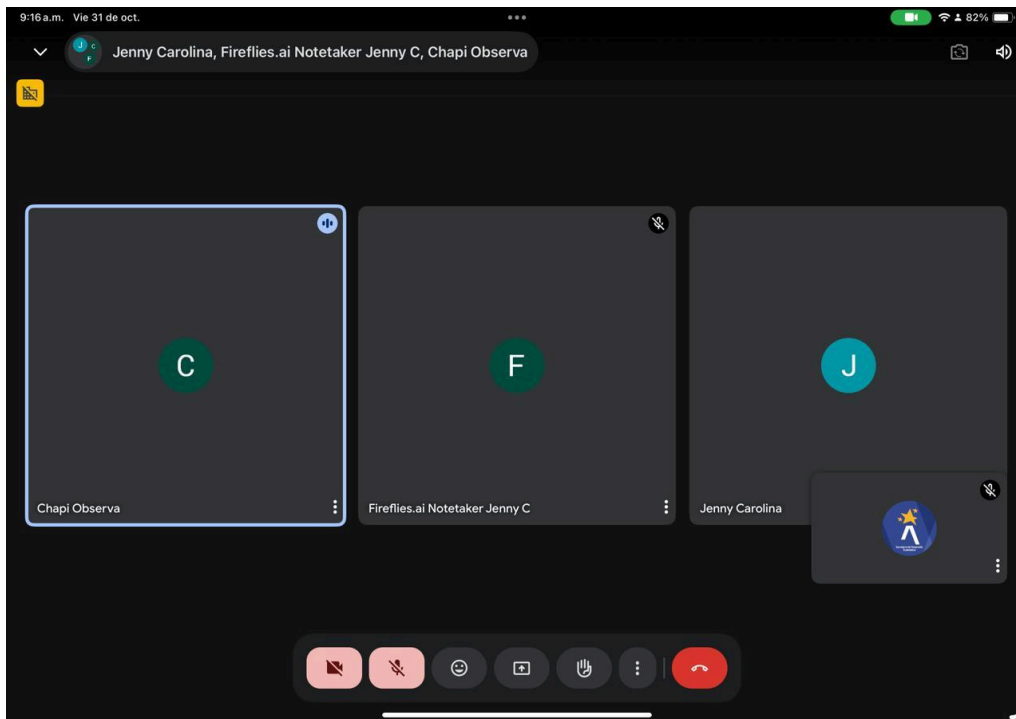 9:16 a.m. Vie 31 de oct.
82%
J
C
F
Jenny Carolina, Fireflies.ai Notetaker Jenny C, Chapi Observa
C
F
J
Chapi Observa
Fireflies.ai Notetaker Jenny C
Jenny Carolina